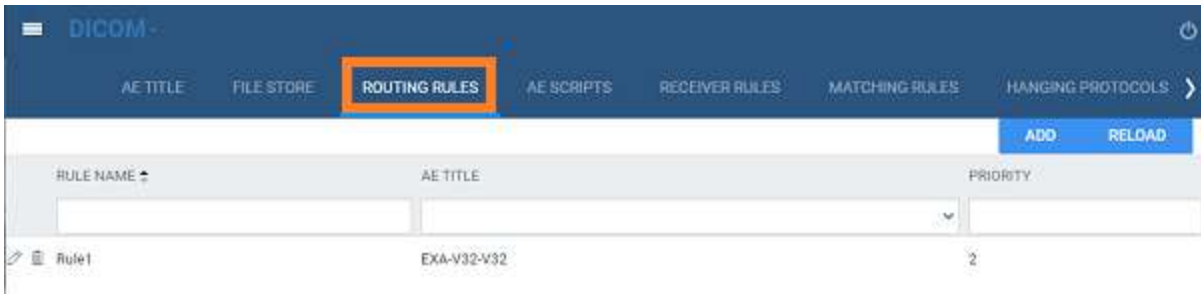 DICOM
AE TITLE FILE STORE ROUTING RULES AE SCRIPTS RECEIVER RULES MATCHING RULES HANGING PROTOCOLS
ADD RELOAD
RULE NAME AE TITLE PRIORITY
Rule1 EXA-V32-V32 2